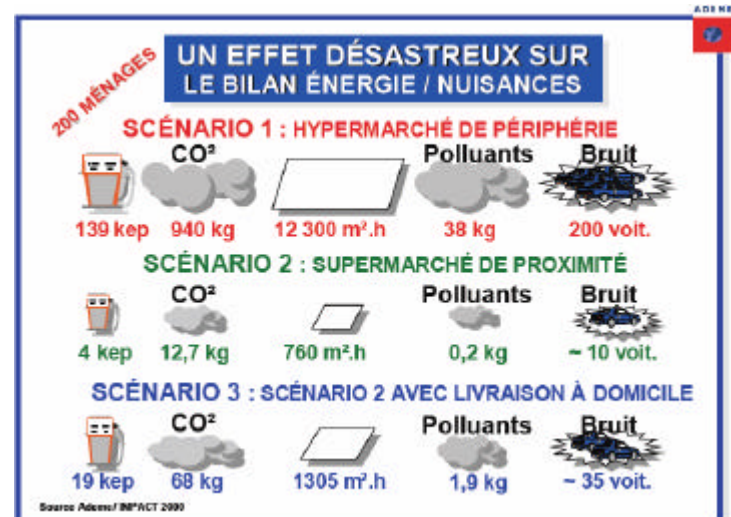 ADEME
200 MÉNAGES
UN EFFET DÉSASTREUX SUR
LE BILAN ÉNERGIE / NUISANCES
SCÉNARIO 1 : HYPERMARCHÉ DE PÉRIPHÉRIE
CO² Polluants Bruit
139 kep 940 kg 12 300 m².h 38 kg 200 voit.
SCÉNARIO 2 : SUPERMARCHÉ DE PROXIMITÉ
CO² Polluants Bruit
4 kep 12,7 kg 760 m².h 0,2 kg ~ 10 voit.
SCÉNARIO 3 : SCÉNARIO 2 AVEC LIVRAISON À DOMICILE
CO² Polluants Bruit
19 kep 68 kg 1305 m².h 1,9 kg ~ 35 voit.
Source Ademe/ IMPACT 2000